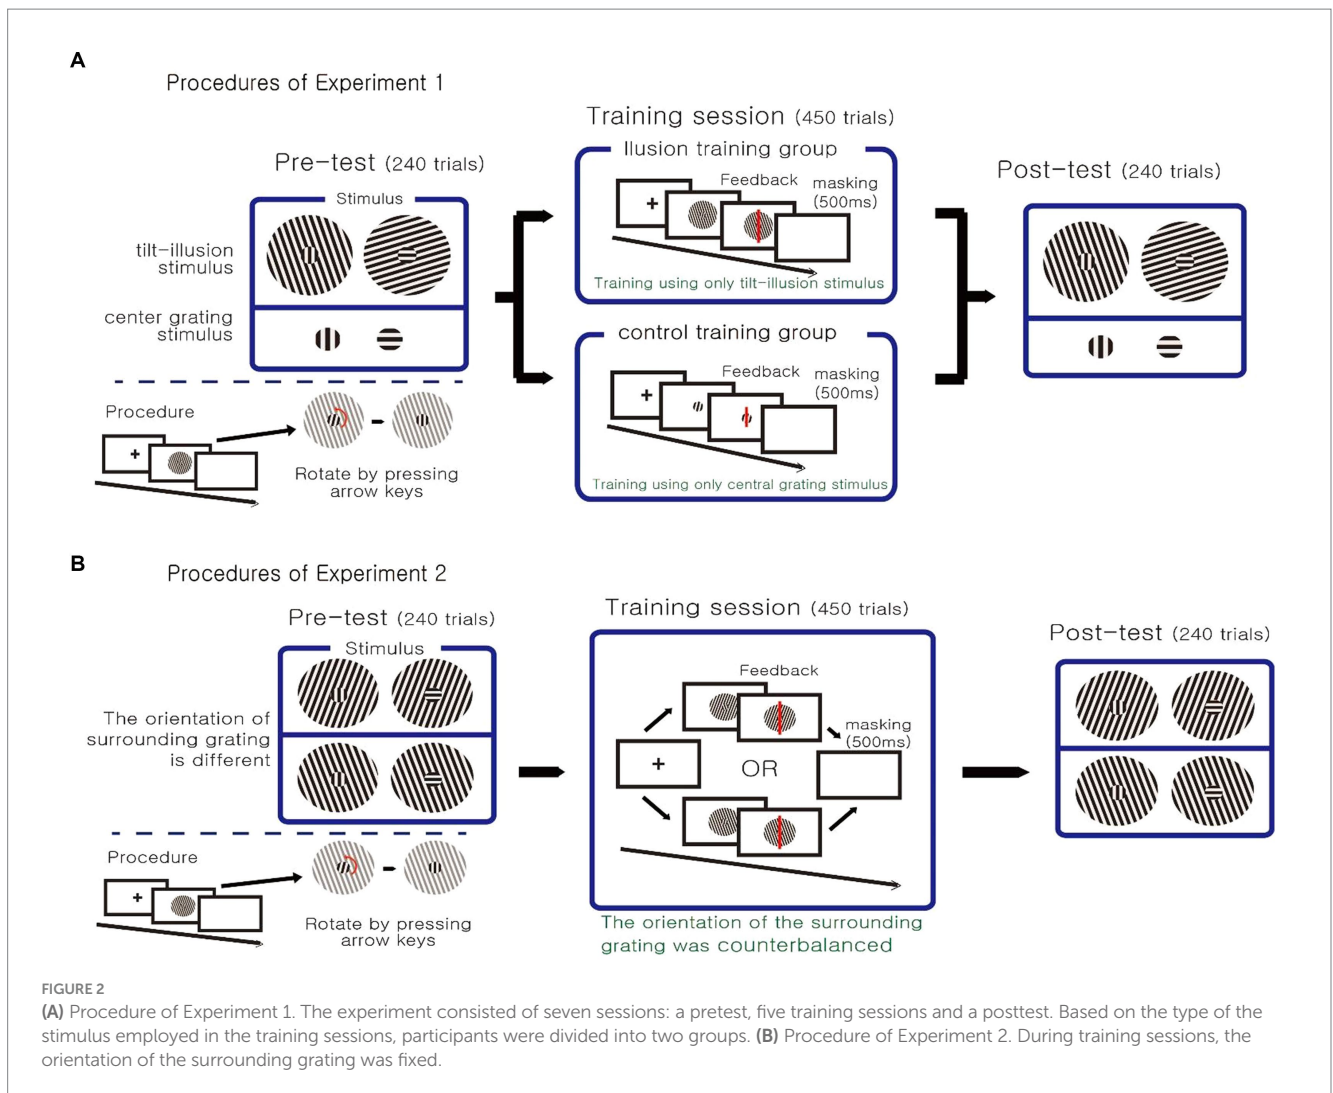 A
Procedures of Experiment 1
Pre-test (240 trials)
Stimulus
tilt-illusion
stimulus
center grating
stimulus
Procedure
+
Rotate by pressing
arrow keys
Training session (450 trials)
Ilusion training group
Feedback
masking
(500ms)
+
Training using only tilt-illusion stimulus
control training group
Feedback
masking
(500ms)
+
Training using only central grating stimulus
Post-test (240 trials)
B
Procedures of Experiment 2
Pre-test (240 trials)
Stimulus
The orientation of
surrounding grating
is different
Procedure
+
Rotate by pressing
arrow keys
Training session (450 trials)
Feedback
masking
(500ms)
+
OR
The orientation of the surrounding
grating was counterbalanced
Post-test (240 trials)
FIGURE 2
(A) Procedure of Experiment 1. The experiment consisted of seven sessions: a pretest, five training sessions and a posttest. Based on the type of the
stimulus employed in the training sessions, participants were divided into two groups. (B) Procedure of Experiment 2. During training sessions, the
orientation of the surrounding grating was fixed.